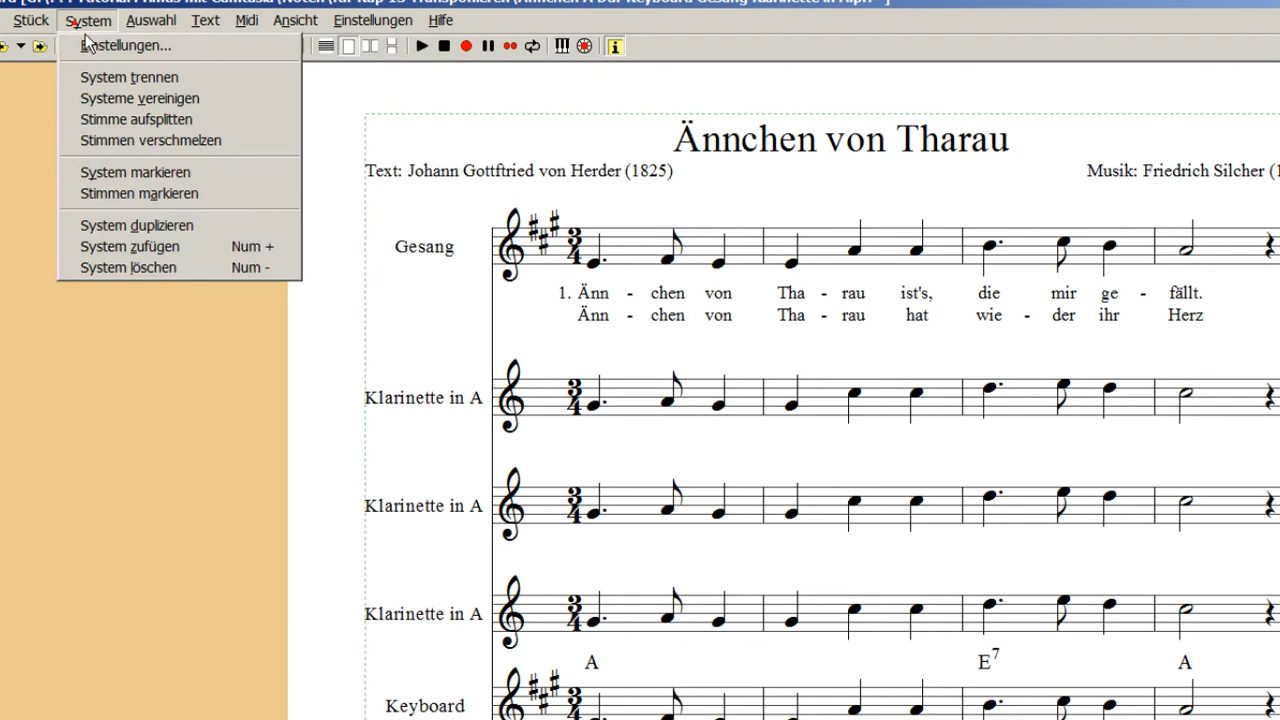 Stück System Auswahl Text Midi Ansicht Einstellungen Hilfe
Einstellungen...
System trennen
Systeme vereinigen
Stimme aufsplitten
Stimmen verschmelzen
System markieren
Stimmen markieren
System duplizieren
System zufügen Num +
System löschen Num -
Ännchen von Tharau
Text: Johann Gottftried von Herder (1825)
Musik: Friedrich Silcher
Gesang
1. Änn - chen von Tha - rau ist's, die mir ge - fällt.
Änn - chen von Tha - rau hat wie - der ihr Herz
Klarinette in A
Klarinette in A
Klarinette in A
A E7 A
Keyboard